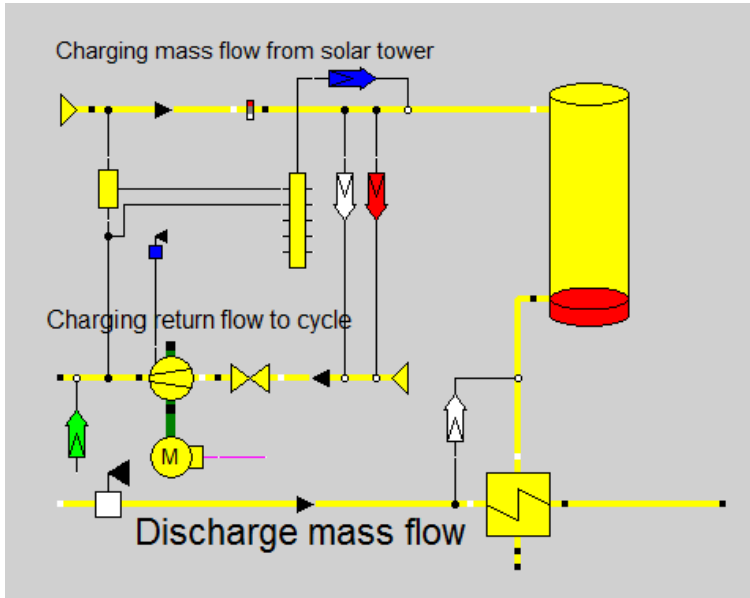 Charging mass flow from solar tower
Charging return flow to cycle
M
Discharge mass flow